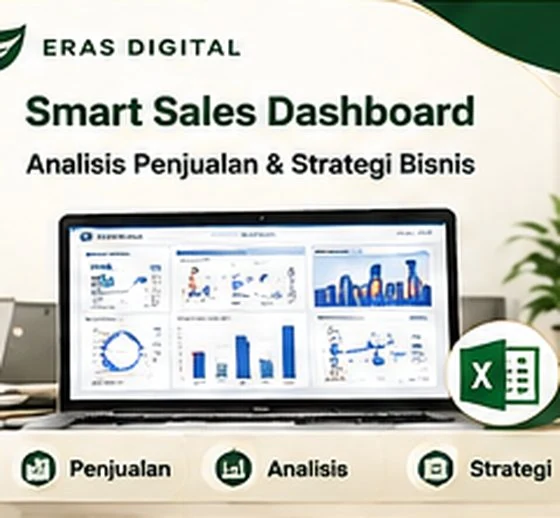 ERAS DIGITAL
Smart Sales Dashboard
Analisis Penjualan & Strategi Bisnis
X
Penjualan
Analisis
Strategi